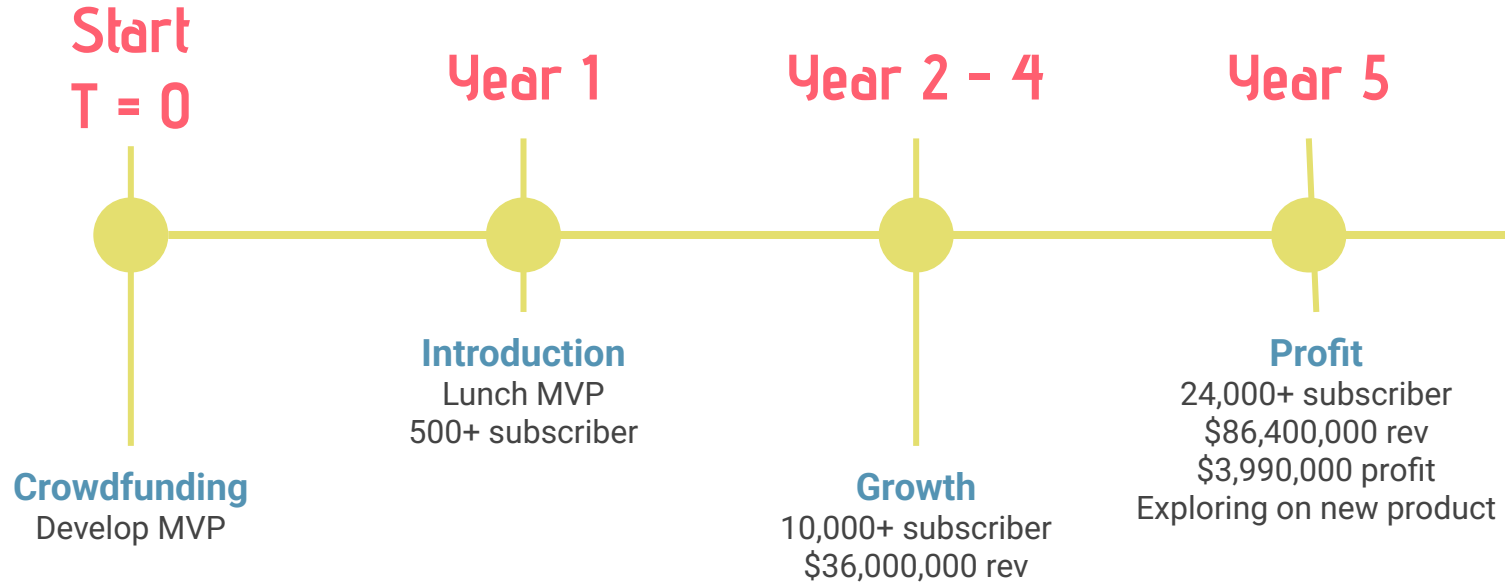 Start
T = 0
Year 1
Year 2 - 4
Year 5
Crowdfunding
Develop MVP
Introduction
Lunch MVP
500+ subscriber
Growth
10,000+ subscriber
$36,000,000 rev
Profit
24,000+ subscriber
$86,400,000 rev
$3,990,000 profit
Exploring on new product